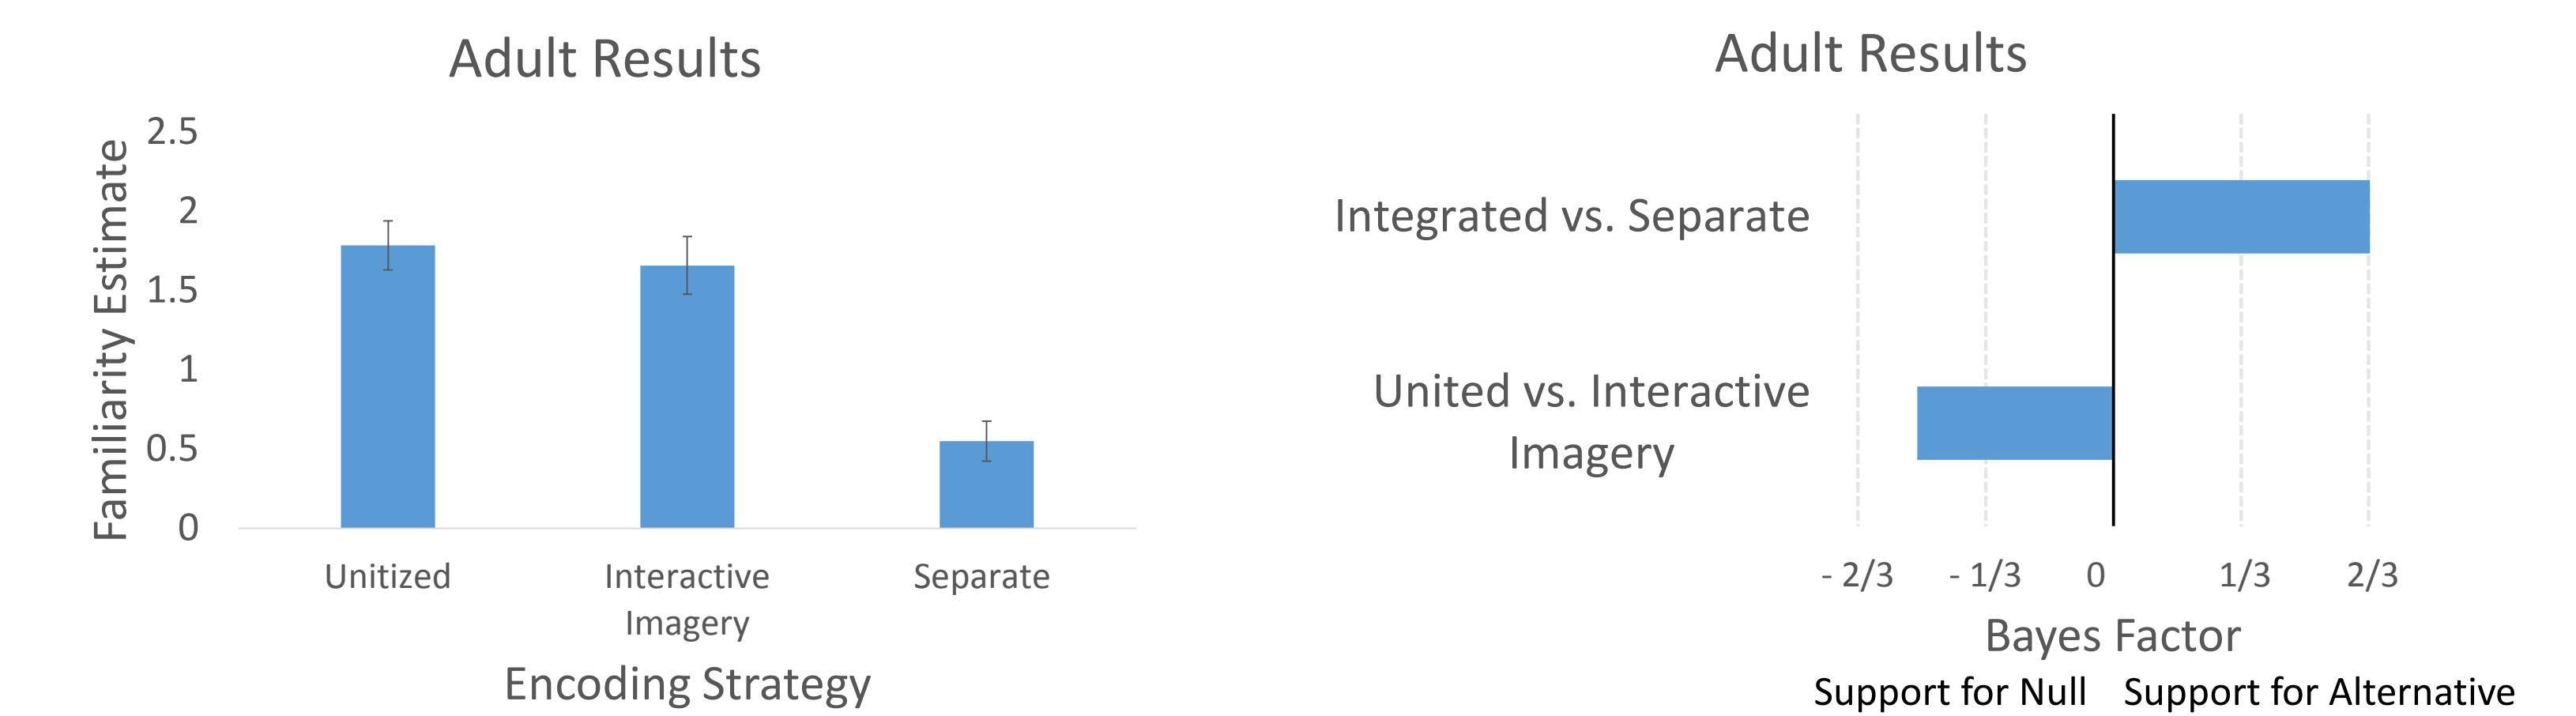 Adult Results
Familiarity Estimate
2.5
2
1.5
1
0.5
0
Unitized
Interactive
Imagery
Separate
Encoding Strategy
Adult Results
Integrated vs. Separate
United vs. Interactive
Imagery
- 2/3
- 1/3
0
1/3
2/3
Bayes Factor
Support for Null
Support for Alternative